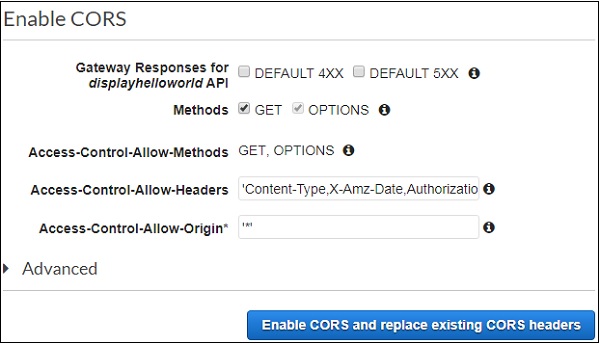 Enable CORS
Gateway Responses for DEFAULT 4XX DEFAULT 5XX
displayhelloworld API
Methods GET OPTIONS
Access-Control-Allow-Methods GET, OPTIONS
Access-Control-Allow-Headers 'Content-Type,X-Amz-Date,Authorizatio
Access-Control-Allow-Origin* '*'
Advanced
Enable CORS and replace existing CORS headers